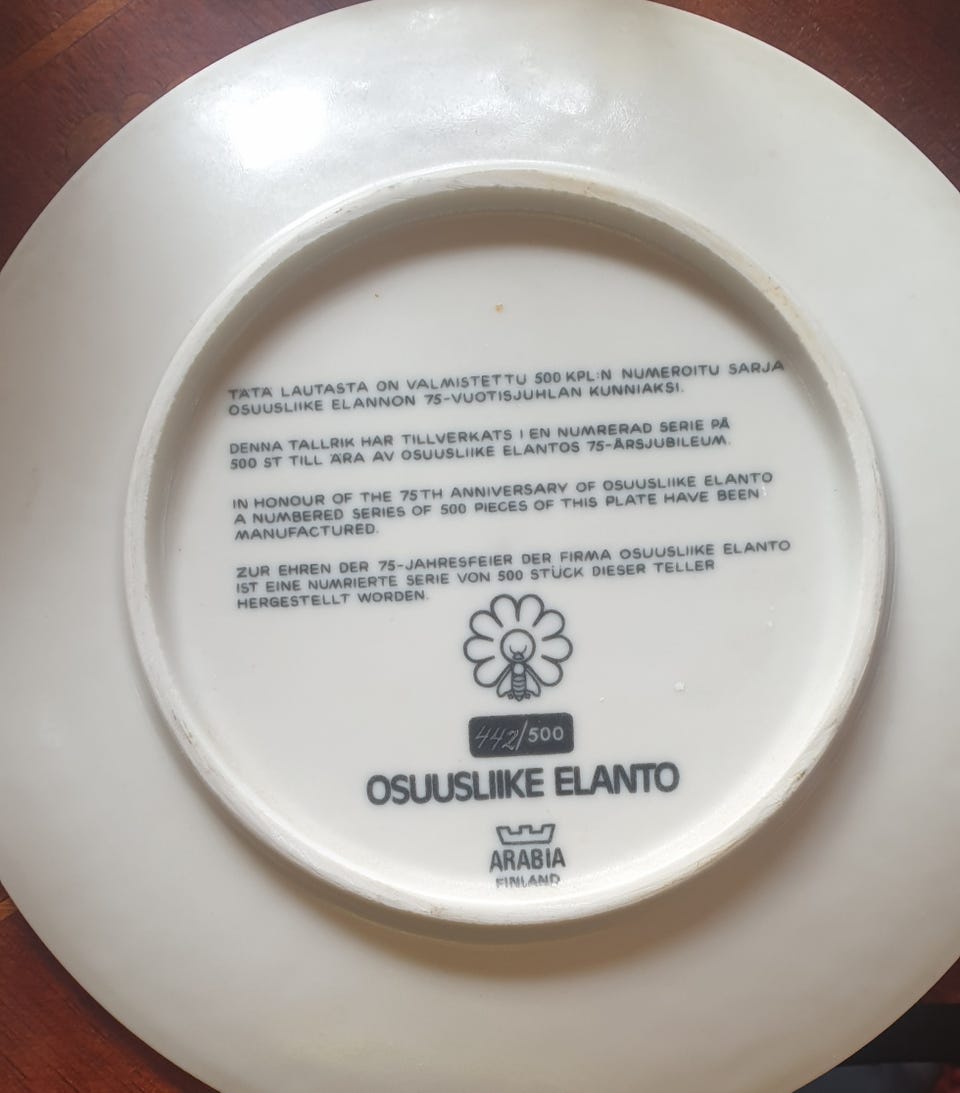 TÄTÄ LAUTASTA ON VALMISTETTU 500 KPL:N NUMEROITU SARJA
OSUUSLIIKE ELANNON 75-VUOTISJUHLAN KUNNIAKSI.
DENNA TALLRIK HAR TILLVERKATS I EN NUMRERAD SERIE PÅ
500 ST TILL ÄRA AV OSUUSLIIKE ELANTOS 75-ÅRSJUBILEUM.
IN HONOUR OF THE 75TH ANNIVERSARY OF OSUUSLIIKE ELANTO
A NUMBERED SERIES OF 500 PIECES OF THIS PLATE HAVE BEEN
MANUFACTURED.
ZUR EHREN DER 75-JAHRESFEIER DER FIRMA OSUUSLIIKE ELANTO
IST EINE NUMRIERTE SERIE VON 500 STÜCK DIESER TELLER
HERGESTELLT WORDEN.
442/500
OSUUSLIIKE ELANTO
ARABIA
FINLAND